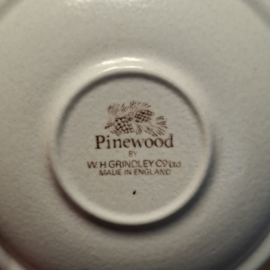 Pinewood
BY
W.H.GRINDLEY CO Ltd
MADE IN ENGLAND